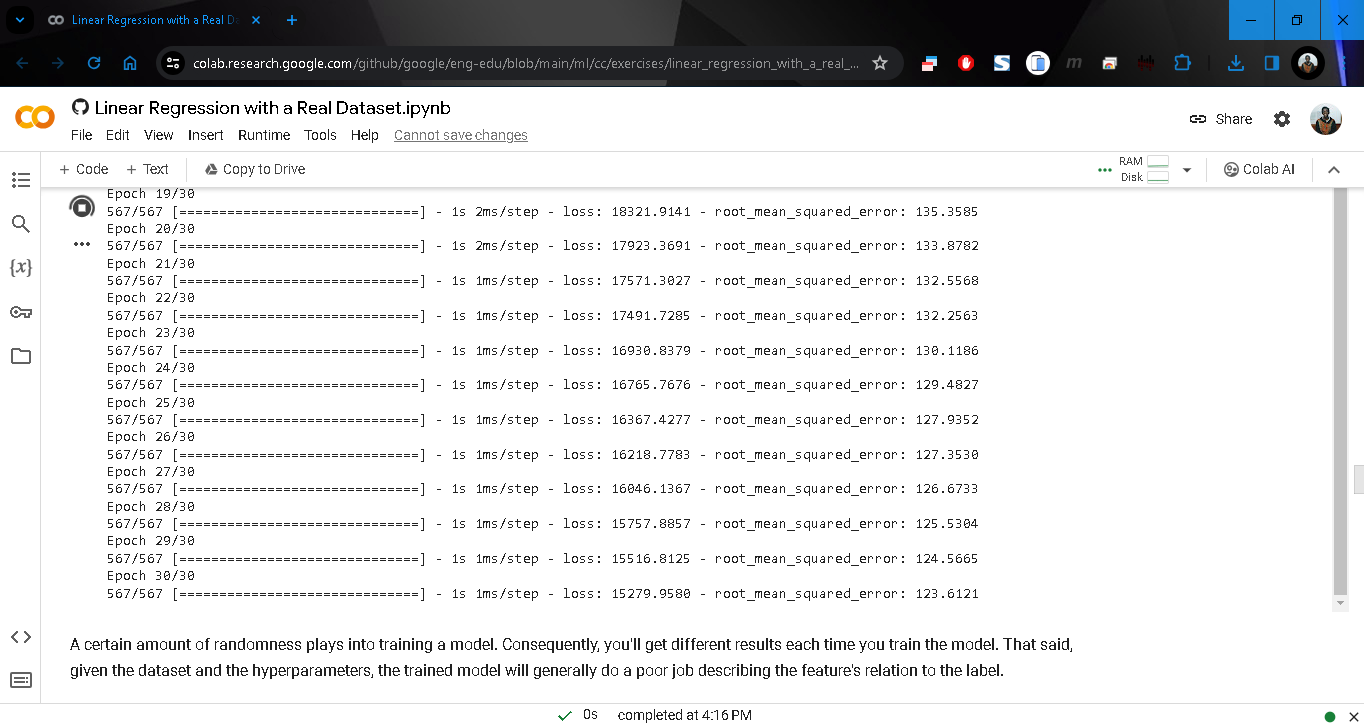 Linear Regression with a Real D
colab.research.google.com/github/google/eng-edu/blob/main/ml/cc/exercises/linear_regression_with_a_real_...
Linear Regression with a Real Dataset.ipynb
File Edit View Insert Runtime Tools Help Cannot save changes
Share
+ Code + Text Copy to Drive
RAM
Disk
Colab AI
Epoch 19/30
567/567 [==============================] - 1s 2ms/step - loss: 18321.9141 - root_mean_squared_error: 135.3585
Epoch 20/30
567/567 [==============================] - 1s 2ms/step - loss: 17923.3691 - root_mean_squared_error: 133.8782
Epoch 21/30
567/567 [==============================] - 1s 1ms/step - loss: 17571.3027 - root_mean_squared_error: 132.5568
Epoch 22/30
567/567 [==============================] - 1s 1ms/step - loss: 17491.7285 - root_mean_squared_error: 132.2563
Epoch 23/30
567/567 [==============================] - 1s 1ms/step - loss: 16930.8379 - root_mean_squared_error: 130.1186
Epoch 24/30
567/567 [==============================] - 1s 1ms/step - loss: 16765.7676 - root_mean_squared_error: 129.4827
Epoch 25/30
567/567 [==============================] - 1s 1ms/step - loss: 16367.4277 - root_mean_squared_error: 127.9352
Epoch 26/30
567/567 [==============================] - 1s 1ms/step - loss: 16218.7783 - root_mean_squared_error: 127.3530
Epoch 27/30
567/567 [==============================] - 1s 1ms/step - loss: 16046.1367 - root_mean_squared_error: 126.6733
Epoch 28/30
567/567 [==============================] - 1s 1ms/step - loss: 15757.8857 - root_mean_squared_error: 125.5304
Epoch 29/30
567/567 [==============================] - 1s 1ms/step - loss: 15516.8125 - root_mean_squared_error: 124.5665
Epoch 30/30
567/567 [==============================] - 1s 1ms/step - loss: 15279.9580 - root_mean_squared_error: 123.6121
A certain amount of randomness plays into training a model. Consequently, you'll get different results each time you train the model. That said,
given the dataset and the hyperparameters, the trained model will generally do a poor job describing the feature's relation to the label.
0s completed at 4:16 PM